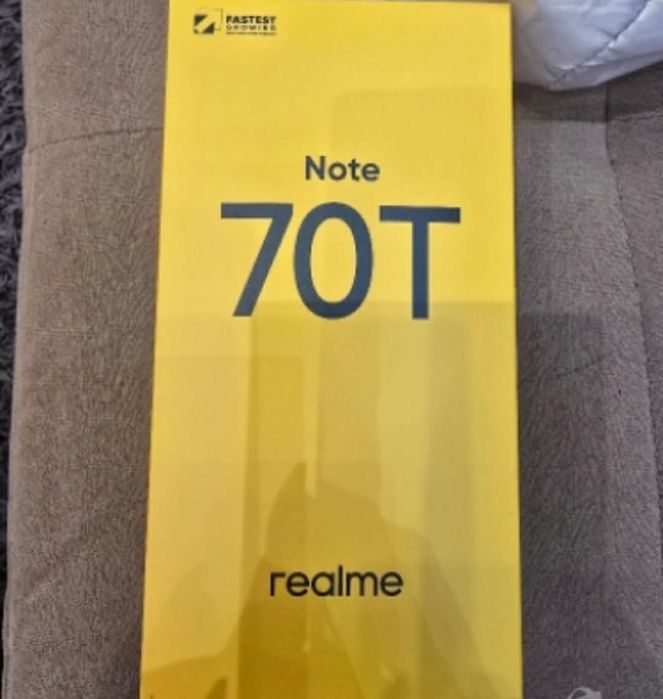 FASTEST
GROWING
Note
70T
realme